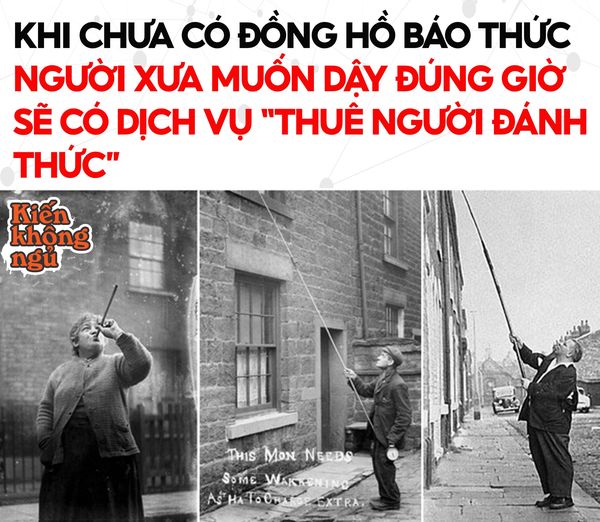 KHI CHƯA CÓ ĐỒNG HỒ BÁO THỨC
NGƯỜI XƯA MUỐN DẬY ĐÚNG GIỜ
SẼ CÓ DỊCH VỤ "THUÊ NGƯỜI ĐÁNH
THỨC"
Kiến
không
ngủ
THIS MON NEEDS
SOME WAKKENING
AS' HA TO CHARGE EXTRA.